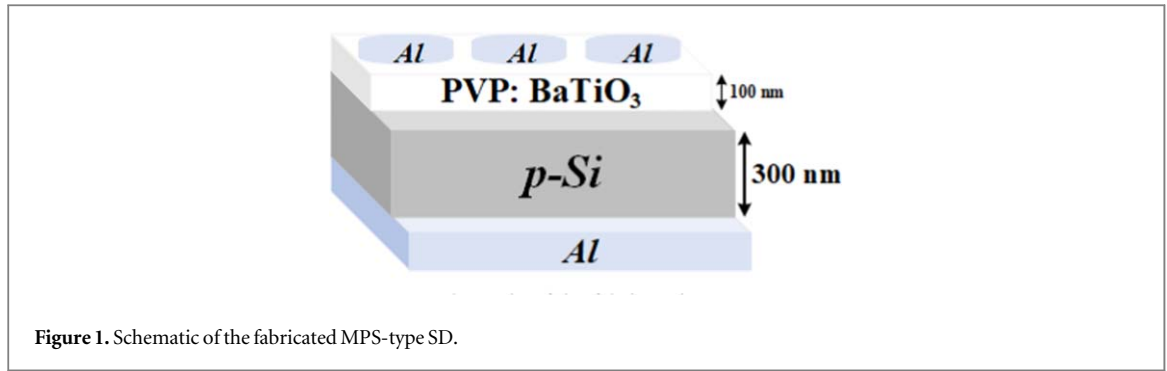 Al Al Al
PVP: BaTiO₃
100 nm
p-Si
300 nm
Al
Figure 1. Schematic of the fabricated MPS-type SD.